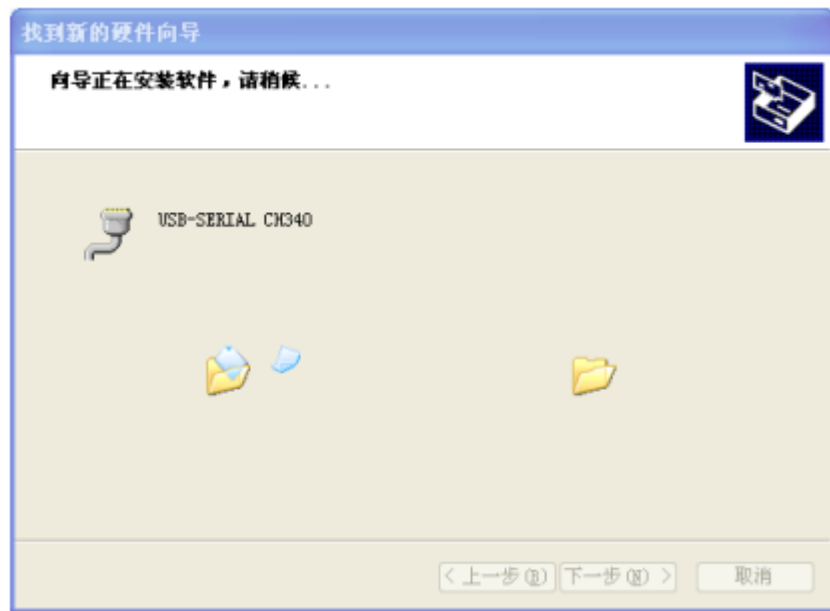 找到新的硬件向导
向导正在安装软件，请稍候...
USB-SERIAL CH340
< 上一步(B) 下一步(N) > 取消